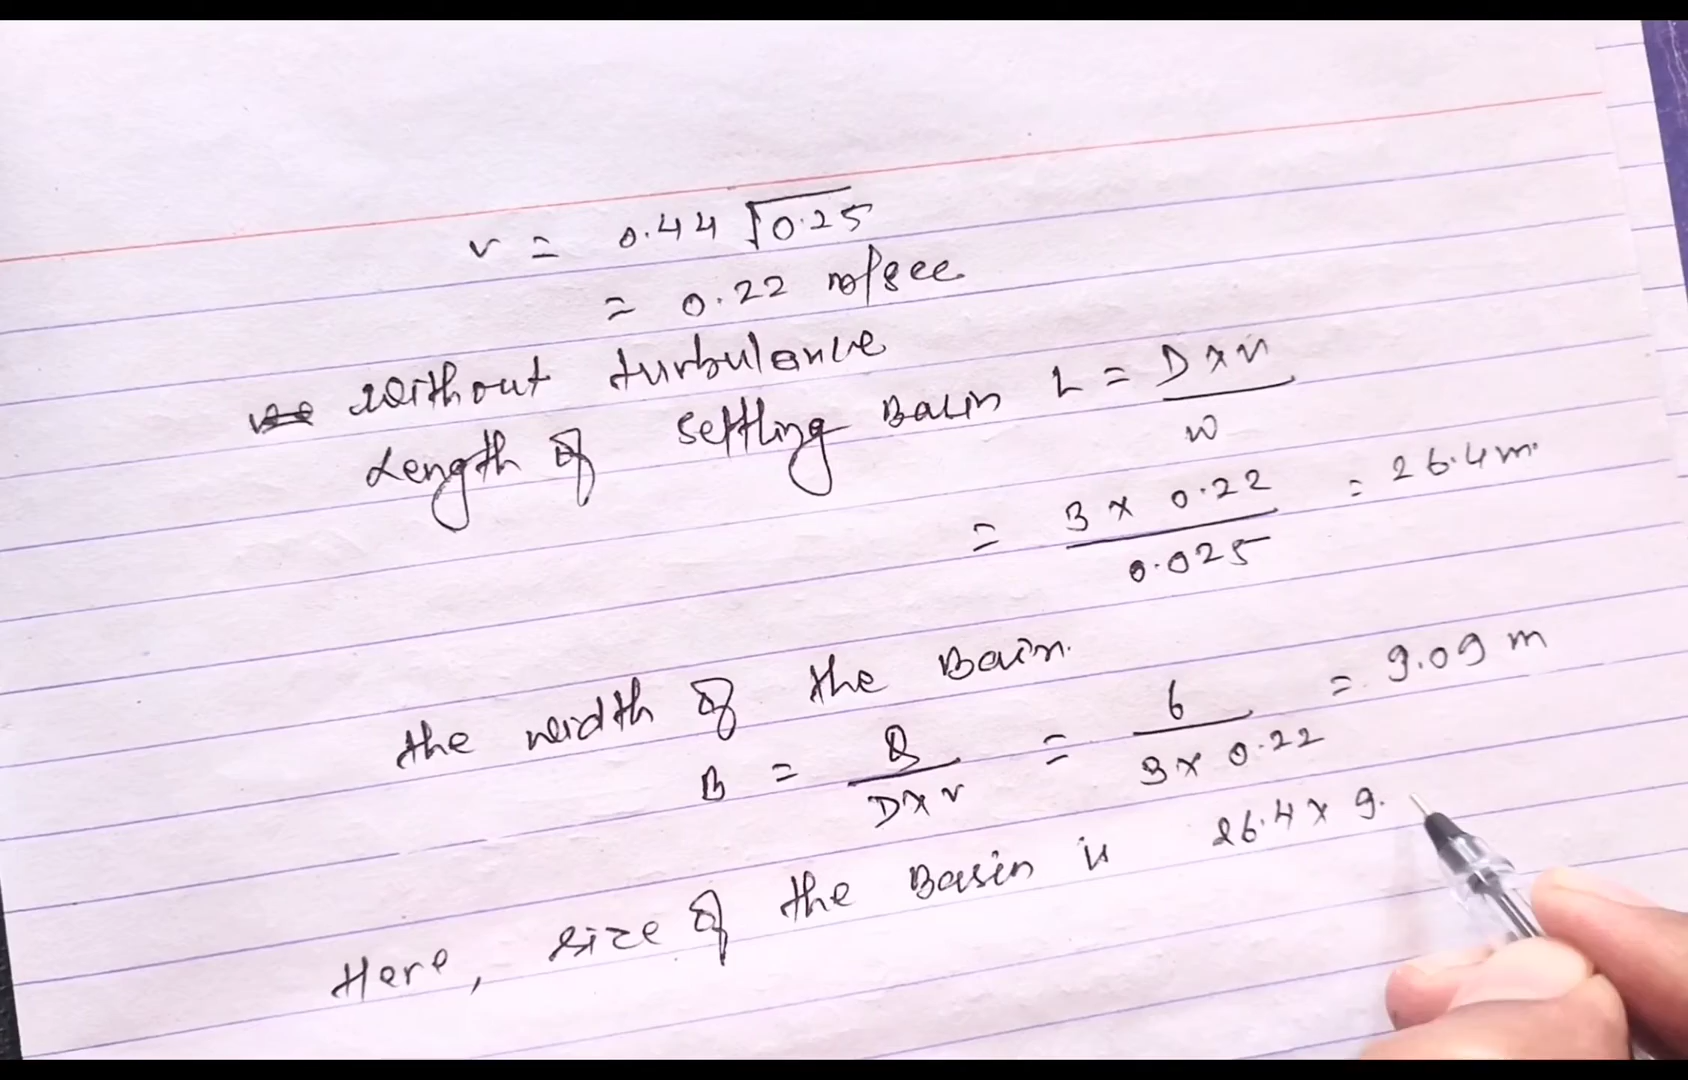 v = 0.44 √0.25
= 0.22 m/sec
without turbulance
Length of settling Basin L = D × v / w
= 3 × 0.22 / 0.025 = 26.4 m.
the width of the Basin.
B = Q / D × v = 6 / 3 × 0.22 = 9.09 m
Here, size of the Basin is 26.4 × 9.